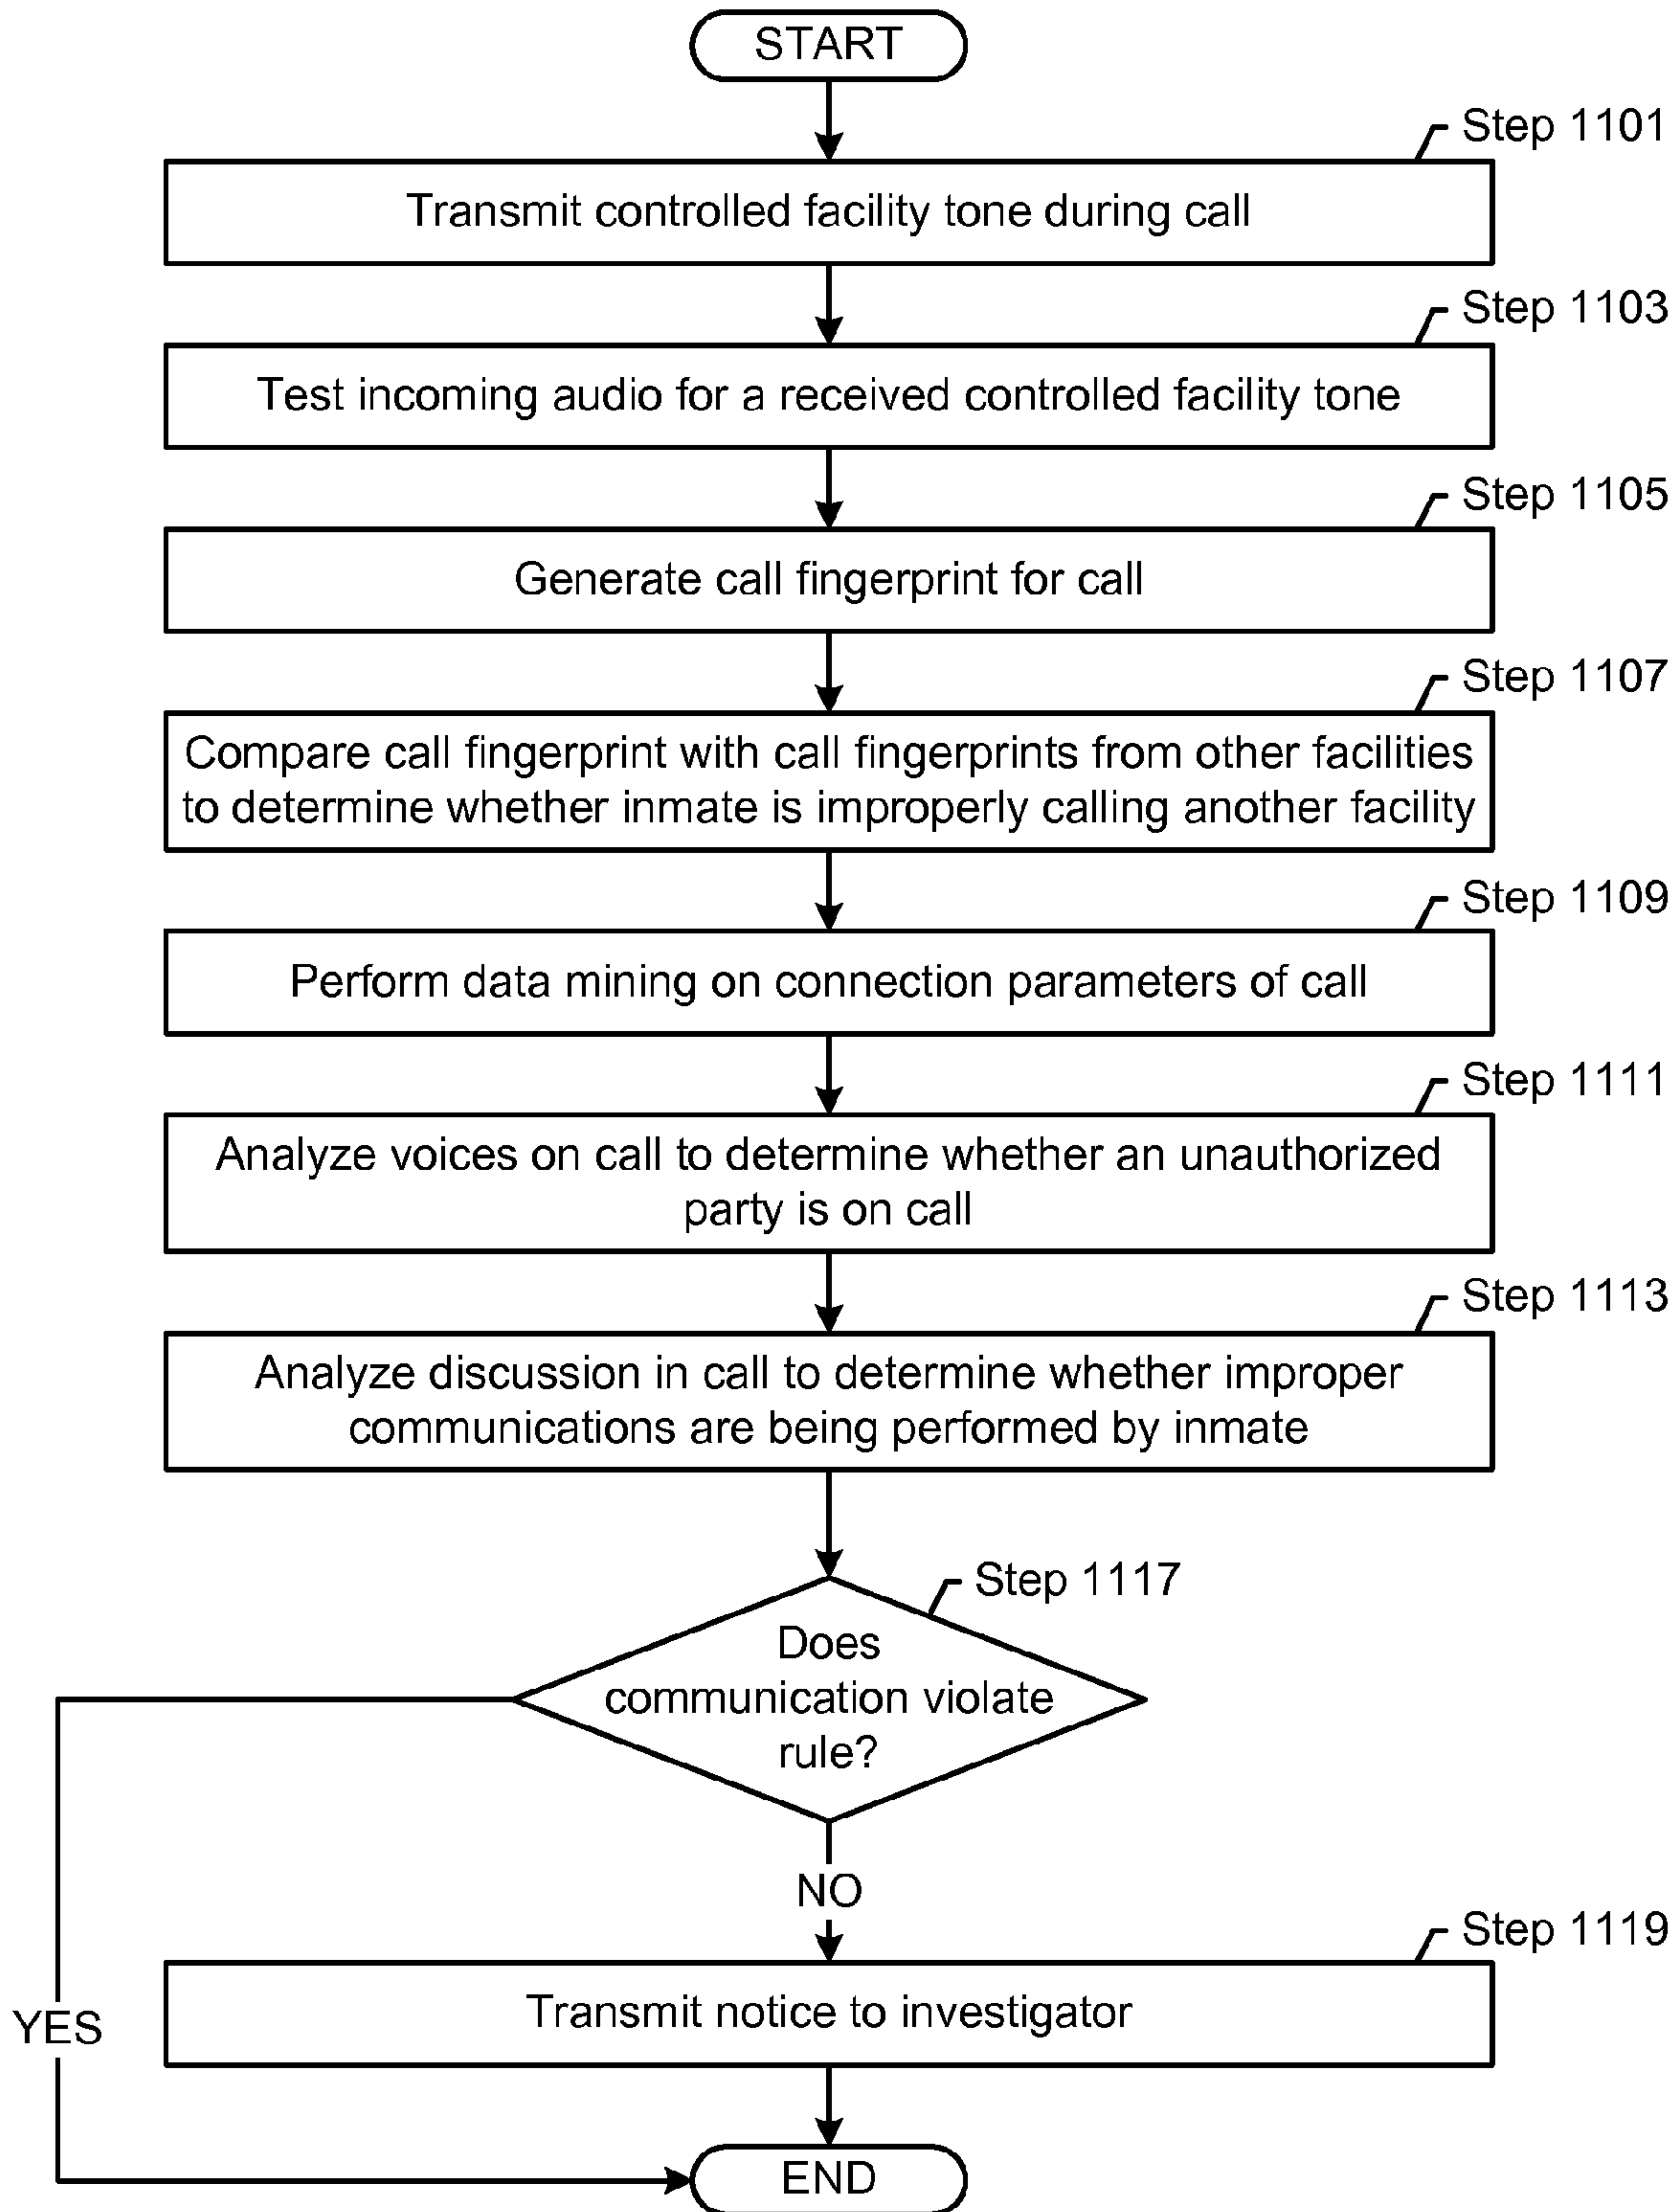 START
Step 1101
Transmit controlled facility tone during call
Step 1103
Test incoming audio for a received controlled facility tone
Step 1105
Generate call fingerprint for call
Step 1107
Compare call fingerprint with call fingerprints from other facilities
to determine whether inmate is improperly calling another facility
Step 1109
Perform data mining on connection parameters of call
Step 1111
Analyze voices on call to determine whether an unauthorized
party is on call
Step 1113
Analyze discussion in call to determine whether improper
communications are being performed by inmate
Step 1117
Does
communication violate
rule?
NO
Step 1119
Transmit notice to investigator
YES
END